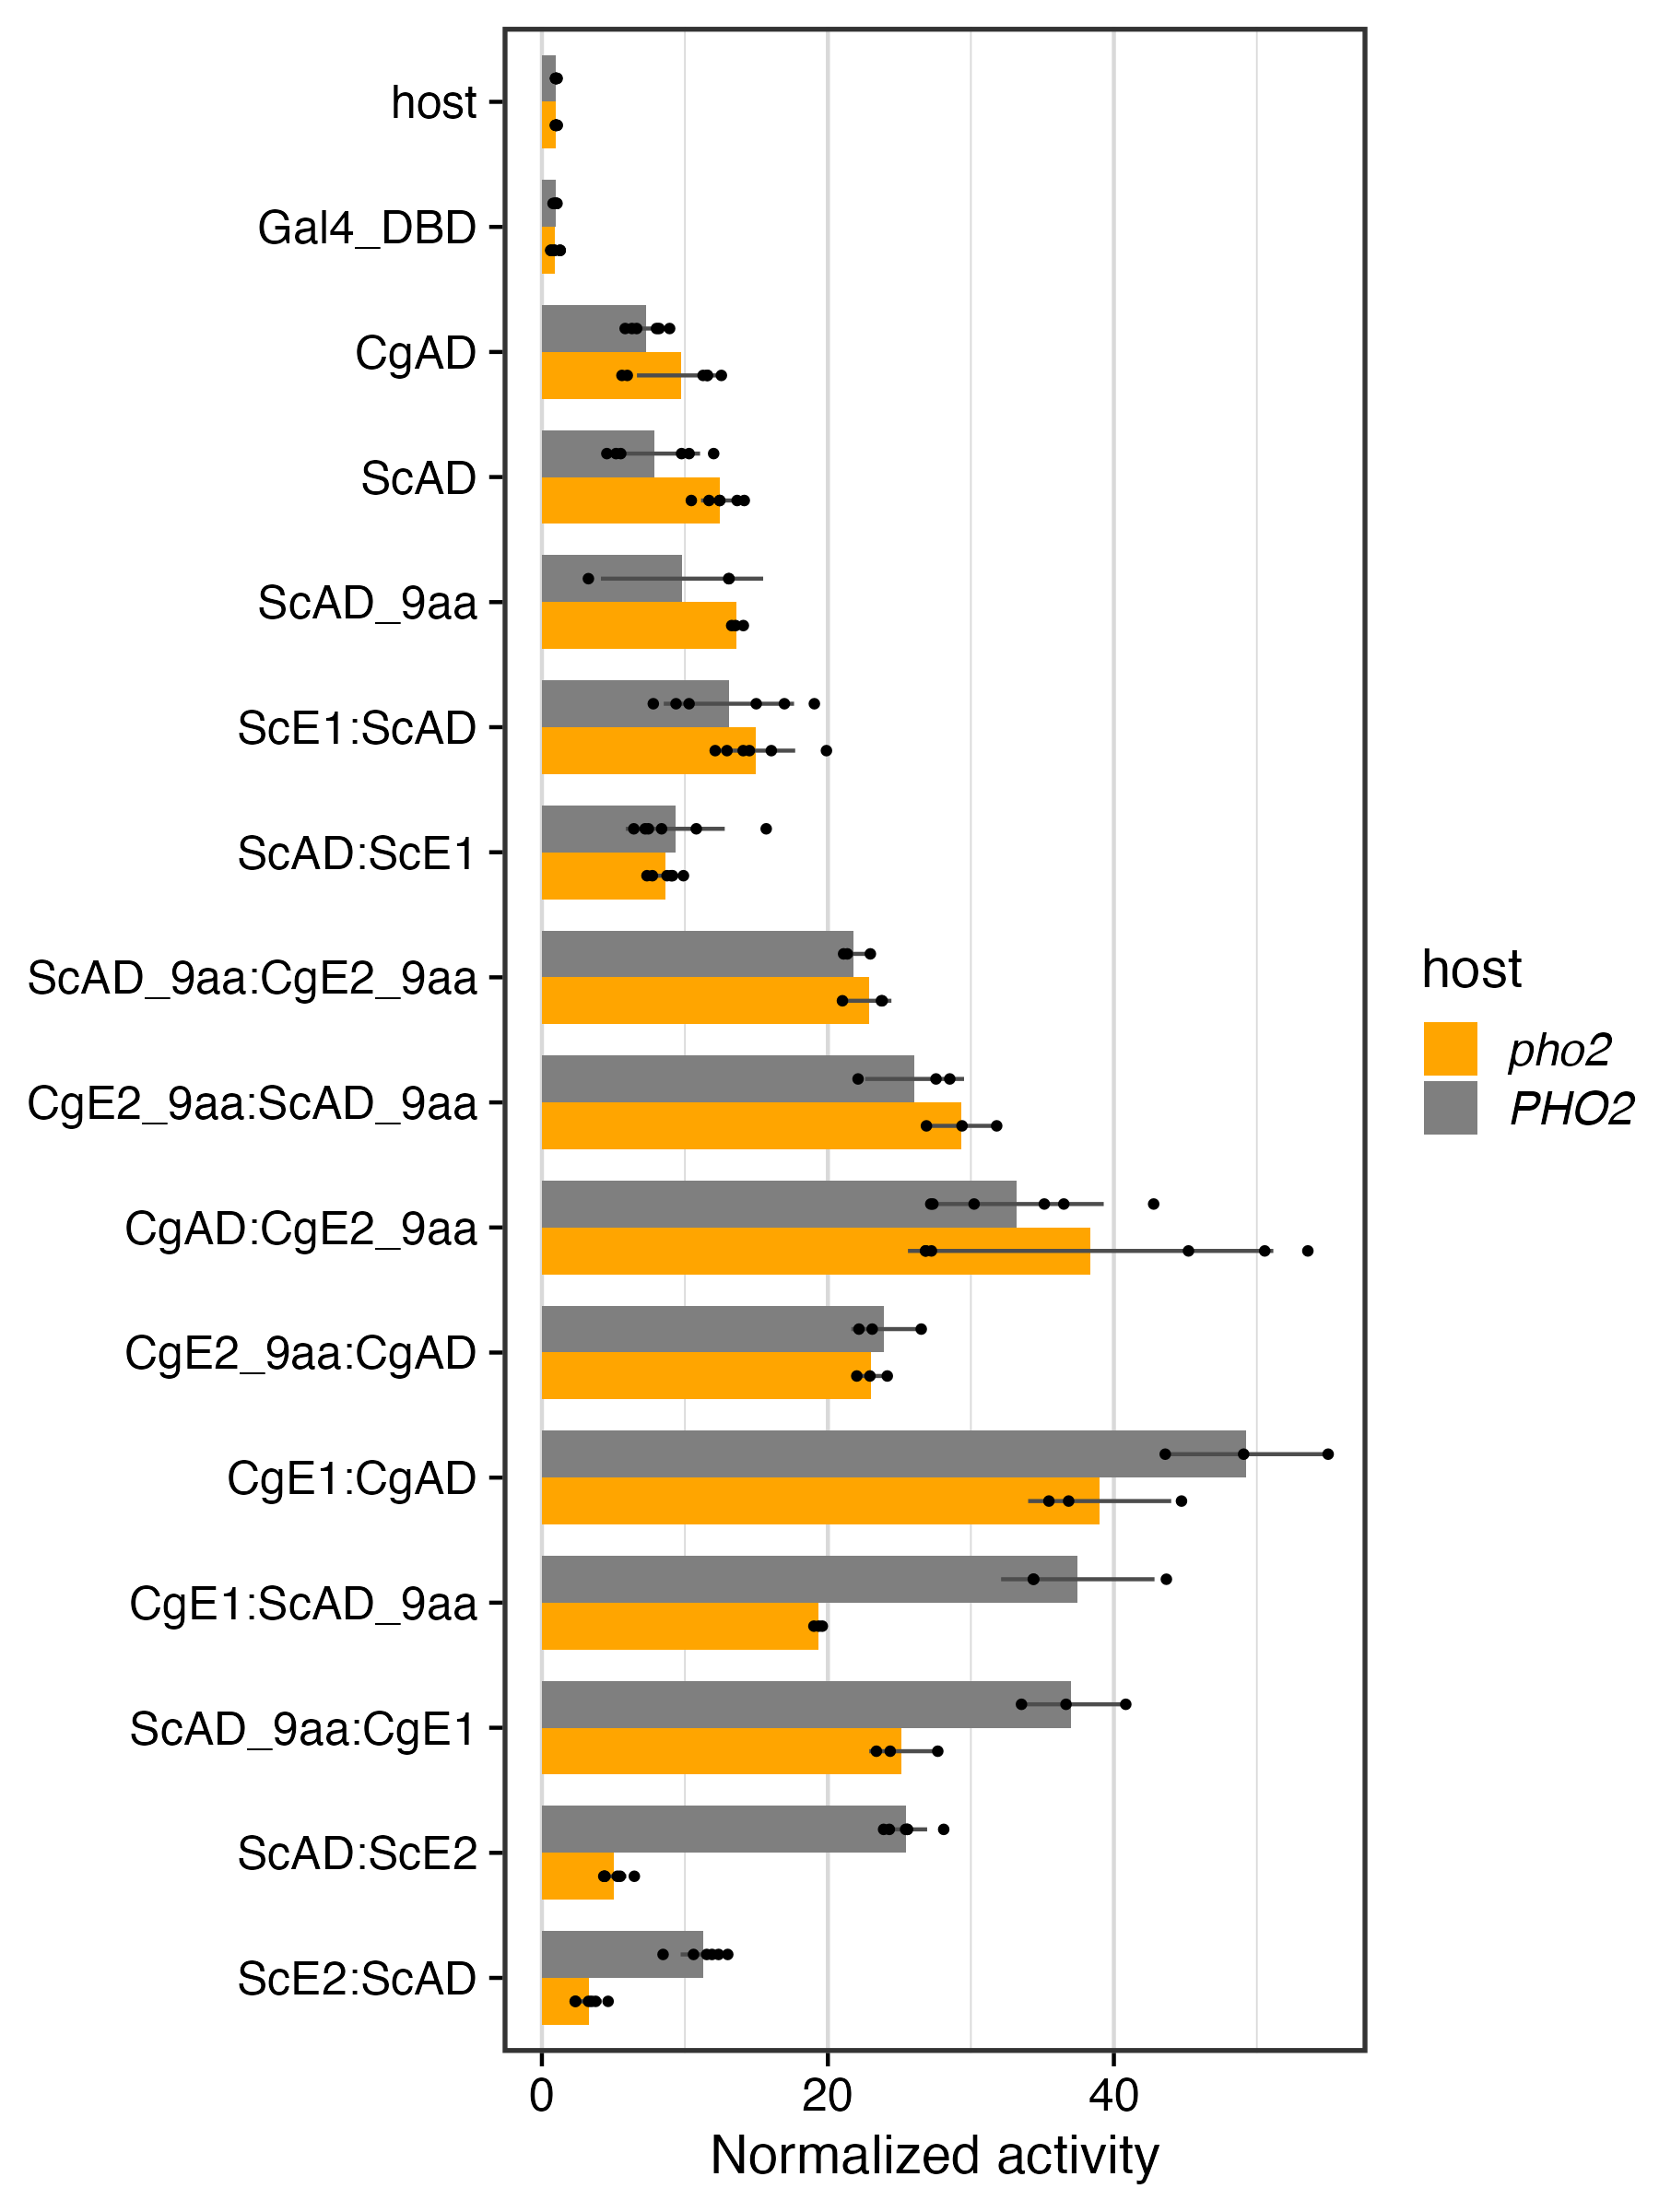 host
Gal4_DBD
CgAD
ScAD
ScAD_9aa
ScE1:ScAD
ScAD:ScE1
ScAD_9aa:CgE2_9aa
CgE2_9aa:ScAD_9aa
CgAD:CgE2_9aa
CgE2_9aa:CgAD
CgE1:CgAD
CgE1:ScAD_9aa
ScAD_9aa:CgE1
ScAD:ScE2
ScE2:ScAD
0 20 40
Normalized activity
host
pho2
PHO2